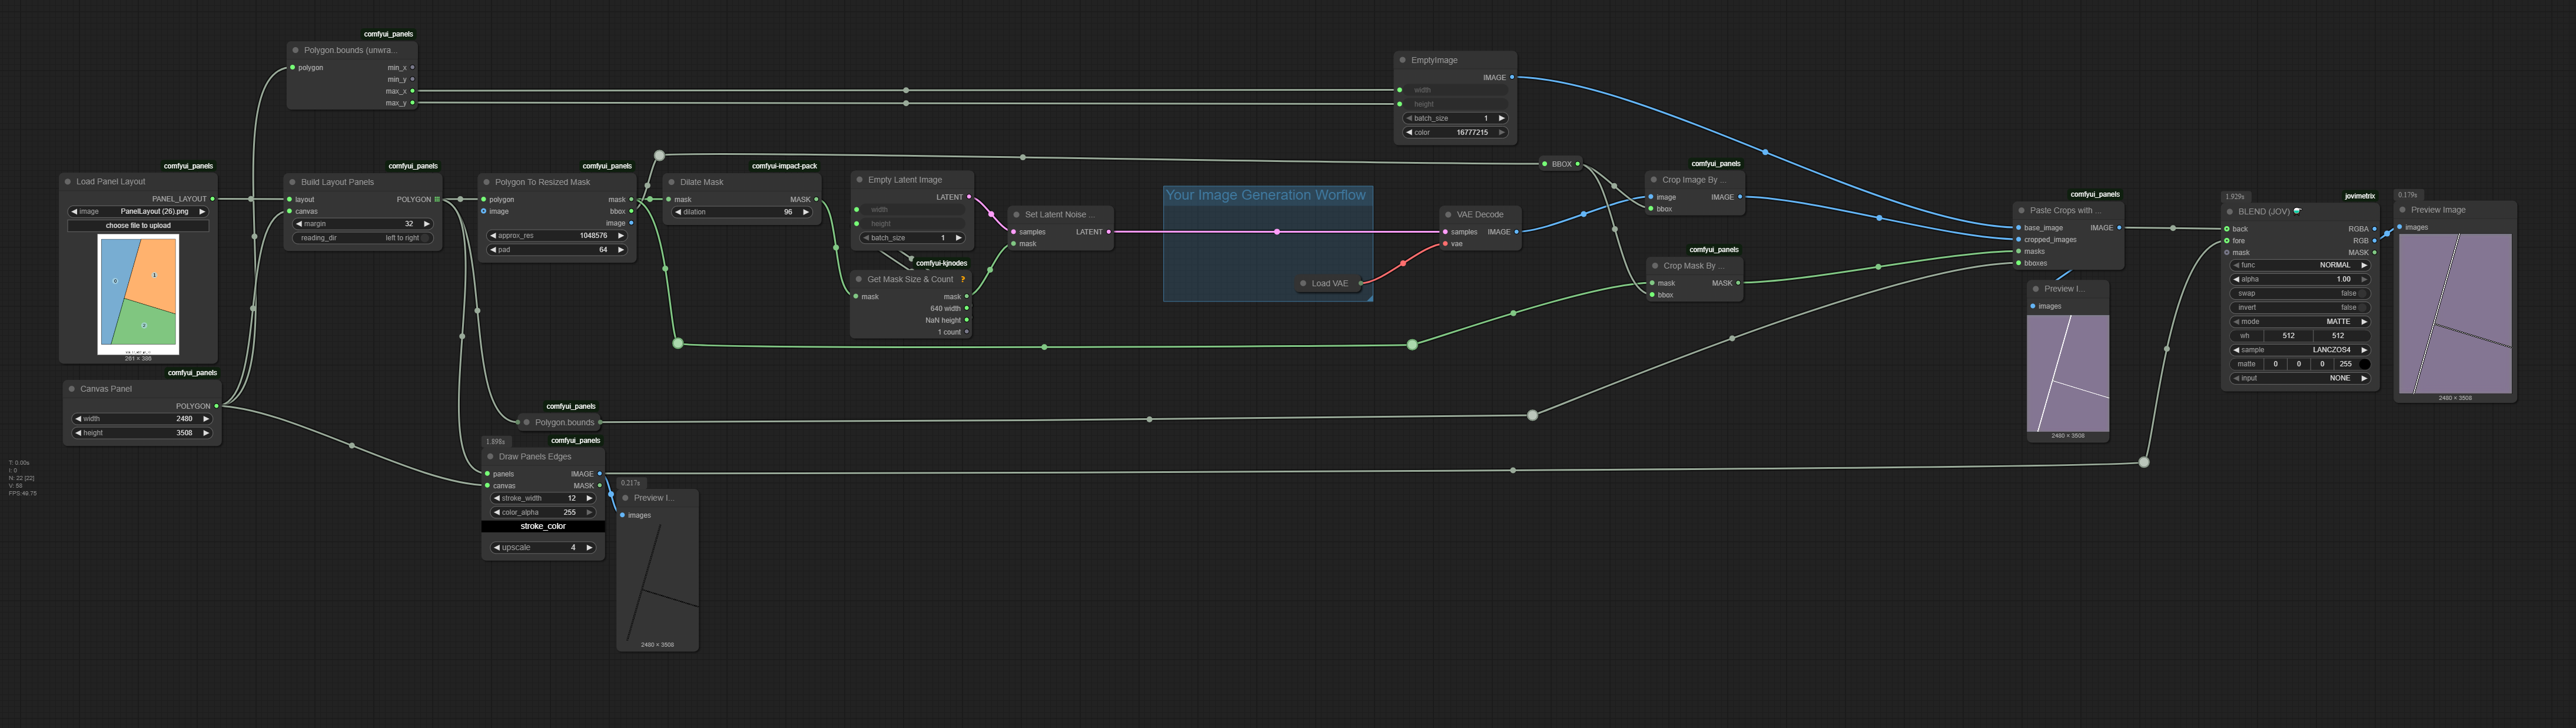 comfyui_panels
Polygon.bounds (unwra...
polygon
min_x
min_y
max_x
max_y
EmptyImage
IMAGE
width
height
batch_size 1
color 16777215
comfyui_panels
Load Panel Layout
PANEL_LAYOUT
image PanelLayout (26).png
choose file to upload
0
1
2
281 × 388
comfyui_panels
Build Layout Panels
layout POLYGON
canvas
margin 32
reading_dir left to right
comfyui_panels
Polygon To Resized Mask
polygon mask
image bbox
image
approx_res 1048576
pad 64
comfyui-impact-pack
Dilate Mask
mask MASK
dilation 96
Empty Latent Image
LATENT
width
height
batch_size 1
comfyui-kjnodes
Get Mask Size & Count ?
mask mask
640 width
NaN height
1 count
Set Latent Noise ...
samples LATENT
mask
Your Image Generation Worflow
Load VAE
VAE Decode
samples IMAGE
vae
BBOX
comfyui_panels
Crop Image By ...
image IMAGE
bbox
comfyui_panels
Crop Mask By ...
mask MASK
bbox
comfyui_panels
Paste Crops with ...
base_image IMAGE
cropped_images
masks
bboxes
Preview I...
images
2480 × 3508
1.929s
jovimetrix
BLEND (JOV)
back RGBA
fore RGB
mask MASK
func NORMAL
alpha 1.00
swap false
invert false
mode MATTE
wh 512 512
sample LANCZOS4
matte 0 0 0 255
input NONE
0.179s
Preview Image
images
2480 × 3508
comfyui_panels
Canvas Panel
POLYGON
width 2480
height 3508
comfyui_panels
Polygon.bounds
1.898s
comfyui_panels
Draw Panels Edges
panels IMAGE
canvas MASK
stroke_width 12
color_alpha 255
stroke_color
upscale 4
0.217s
Preview I...
images
2480 × 3508
T: 0.00s
I: 0
N: 22 [22]
V: 56
FPS:49.75